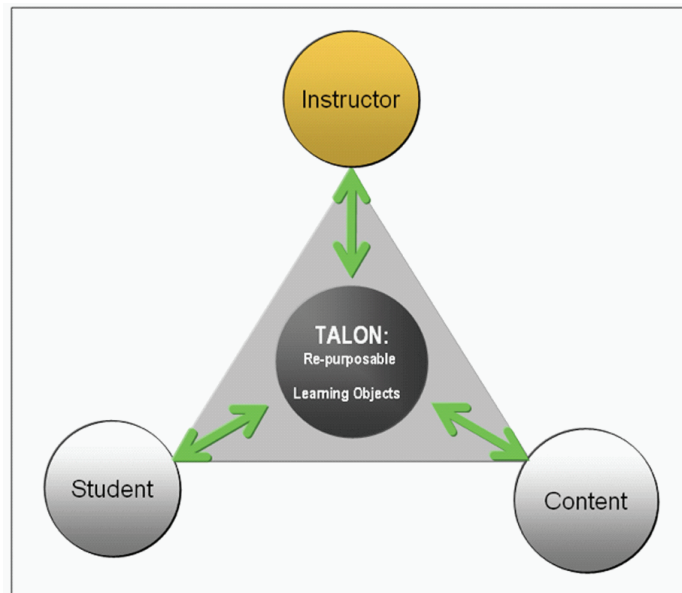 Instructor
TALON:
Re-purposable
Learning Objects
Student
Content